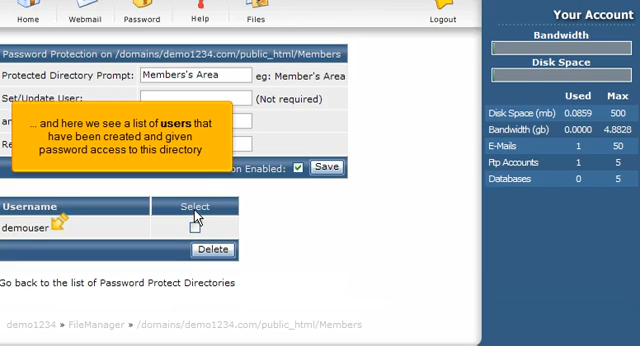 Home Webmail Password Help Files Logout
Your Account
Bandwidth
Disk Space
Used Max
Disk Space (mb) 0.0859 500
Bandwidth (gb) 0.0000 4.8828
E-Mails 1 50
Ftp Accounts 1 5
Databases 0 5
Password Protection on /domains/demo1234.com/public_html/Members
Protected Directory Prompt: Members's Area eg: Member's Area
Set/Update User: (Not required)
... and here we see a list of users that
have been created and given
password access to this directory
on Enabled: Save
Username Select
demouser
Delete
Go back to the list of Password Protect Directories
demo1234 » FileManager » /domains/demo1234.com/public_html/Members